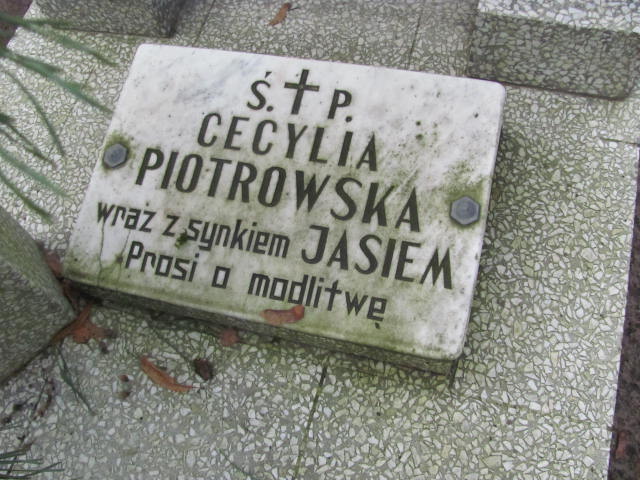 Ś. ✝ P.
CECYLIA
PIOTROWSKA
wraz z synkiem JASIEM
Prosi o modlitwę